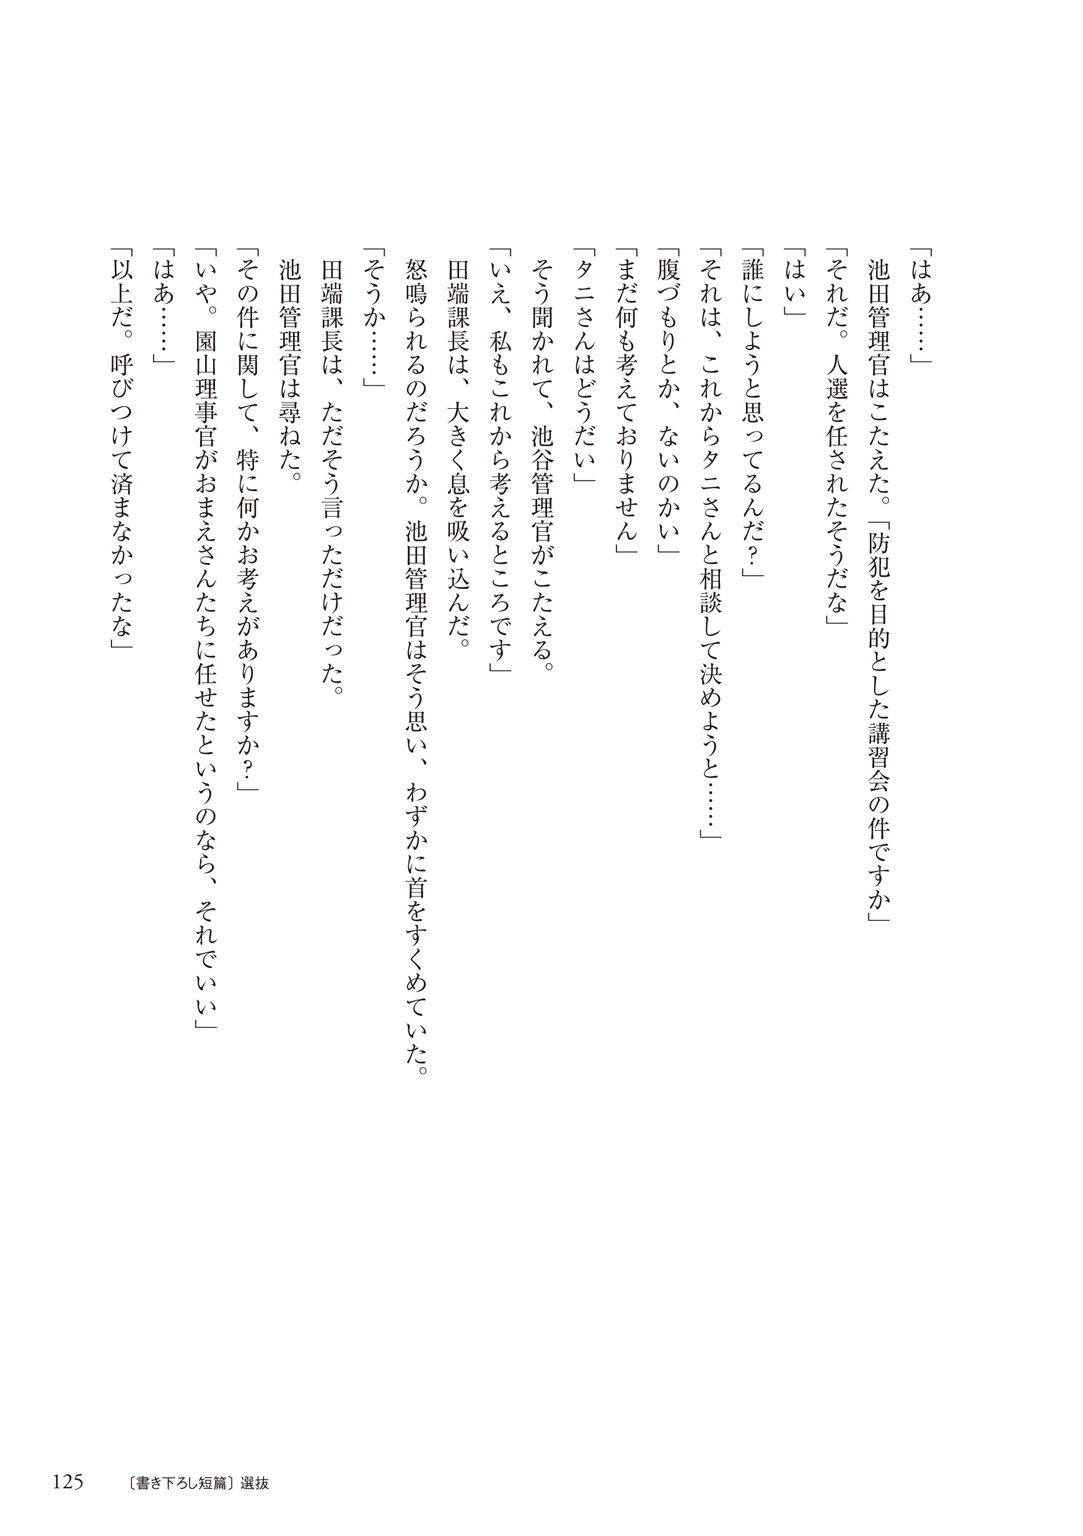 「はあ……」
　池田管理官はこたえた。「防犯を目的とした講習会の件ですか」
「それだ。人選を任されたそうだな」
「はい」
「誰にしようと思ってるんだ？」
「それは、これからタニさんと相談して決めようと……」
「腹づもりとか、ないのかい」
「まだ何も考えておりません」
「タニさんはどうだい」
　そう聞かれて、池谷管理官がこたえる。
「いえ、私もこれから考えるところです」
　田端課長は、大きく息を吸い込んだ。
　怒鳴られるのだろうか。池田管理官はそう思い、わずかに首をすくめていた。
「そうか……」
　田端課長は、ただそう言っただけだった。
　池田管理官は尋ねた。
「その件に関して、特に何かお考えがありますか？」
「いや。園山理事官がおまえさんたちに任せたというのなら、それでいい」
「はあ……」
「以上だ。呼びつけて済まなかったな」
125　〔書き下ろし短篇〕選抜